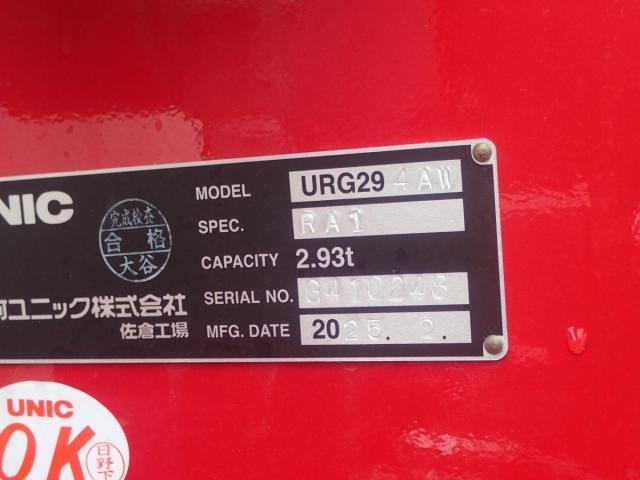 NIC
完成検査
合格
大谷
ユニック株式会社
佐倉工場
MODEL URG294AW
SPEC. RA1
CAPACITY 2.93t
SERIAL NO. G410246
MFG. DATE 2025. 2.
UNIC
OK
日野下